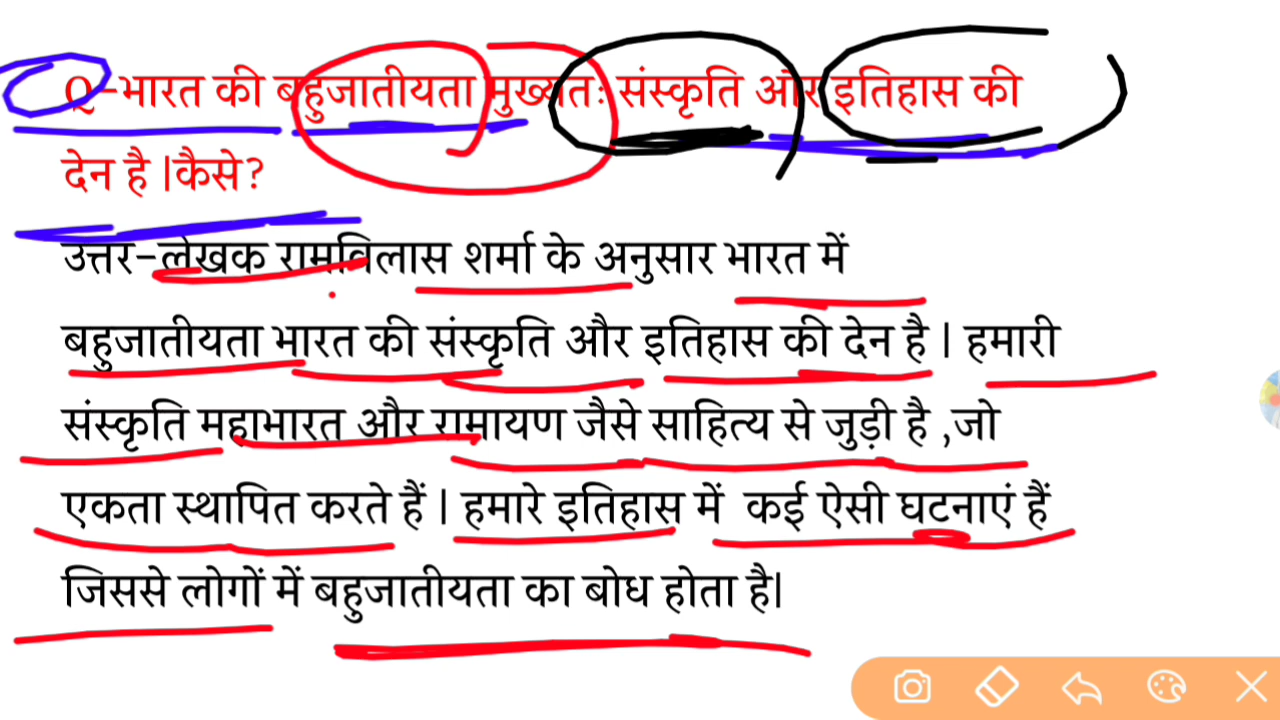 Q-भारत की बहुजातीयता मुख्यतः संस्कृति और इतिहास की
देन है |कैसे?
उत्तर-लेखक रामविलास शर्मा के अनुसार भारत में
बहुजातीयता भारत की संस्कृति और इतिहास की देन है | हमारी
संस्कृति महाभारत और रामायण जैसे साहित्य से जुड़ी है ,जो
एकता स्थापित करते हैं | हमारे इतिहास में कई ऐसी घटनाएं हैं
जिससे लोगों में बहुजातीयता का बोध होता है|